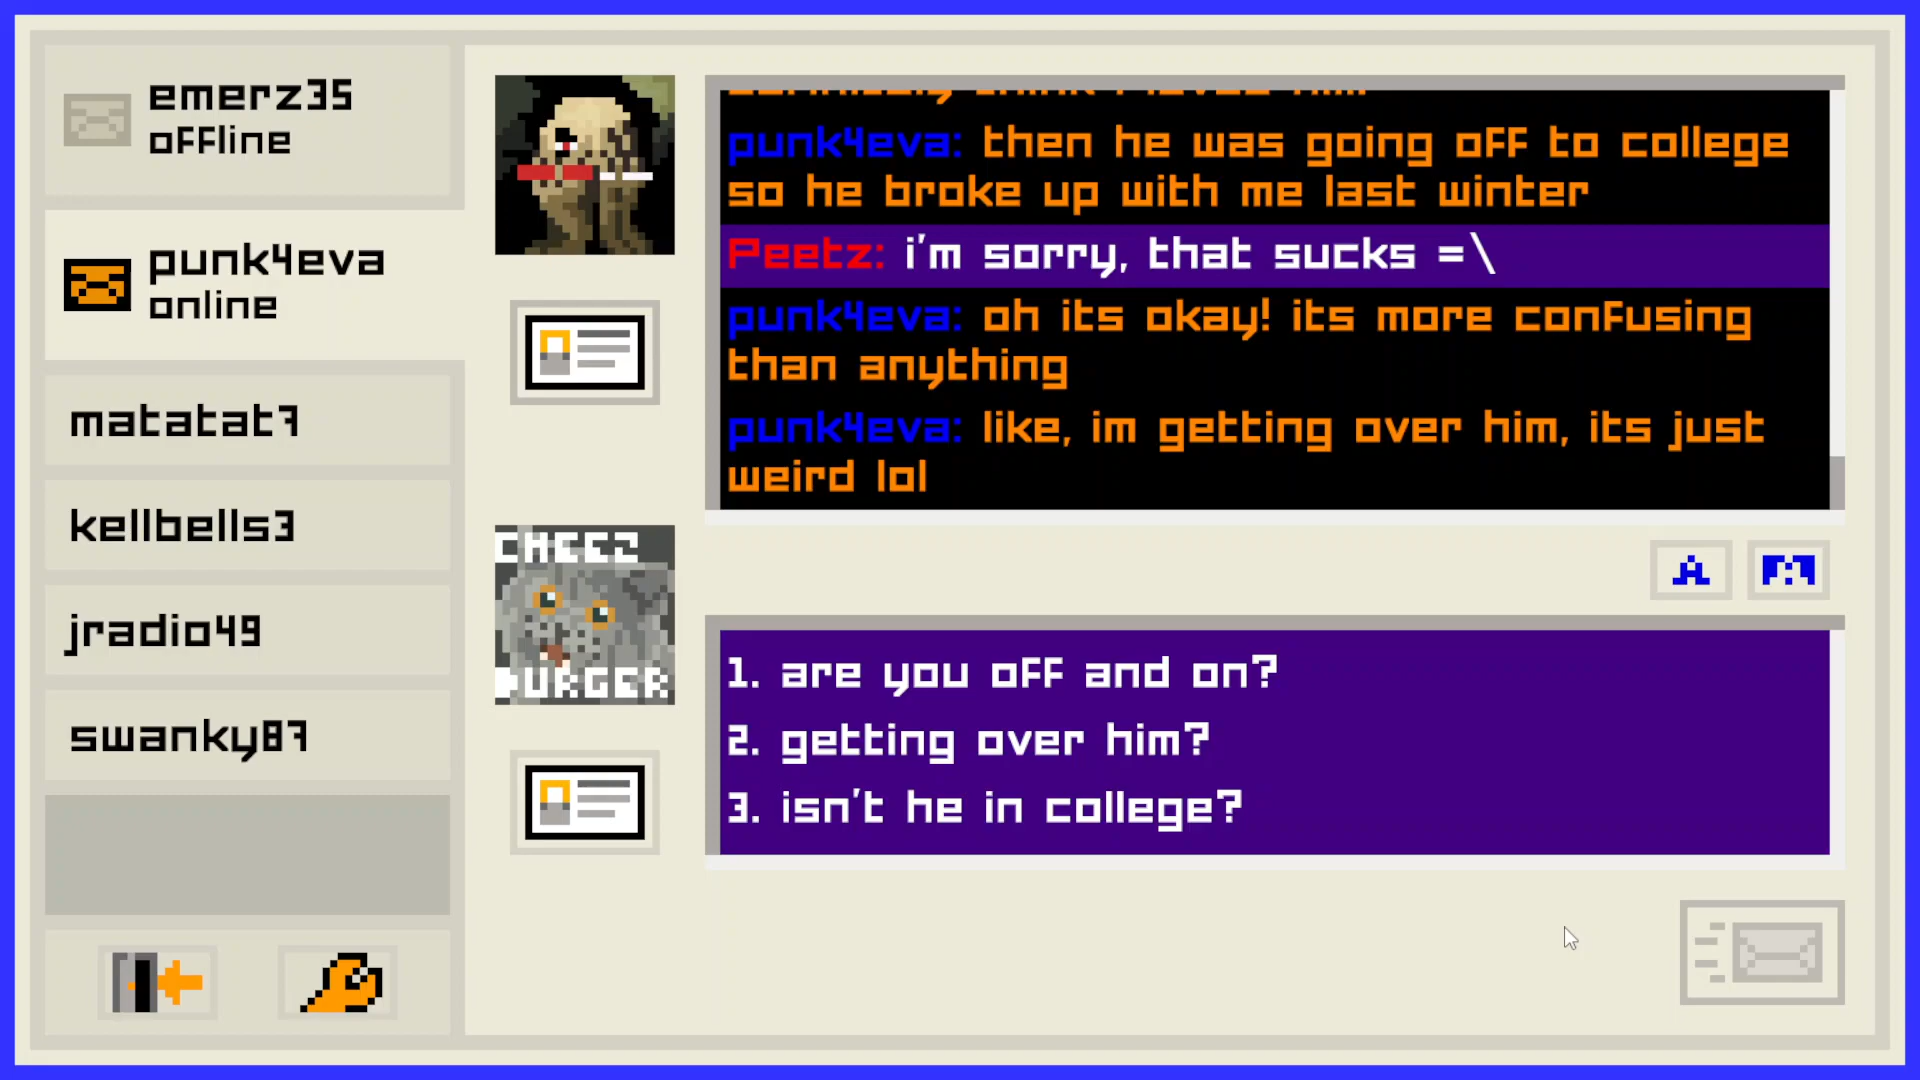 emerz35
offline
punk4eva
online
matatat7
kellbells3
jradio49
swanky87
punk4eva: then he was going off to college
so he broke up with me last winter
Peetz: i'm sorry, that sucks =\
punk4eva: oh its okay! its more confusing
than anything
punk4eva: like, im getting over him, its just
weird lol
CHEEZ
BURGER
A
1. are you off and on?
2. getting over him?
3. isn't he in college?